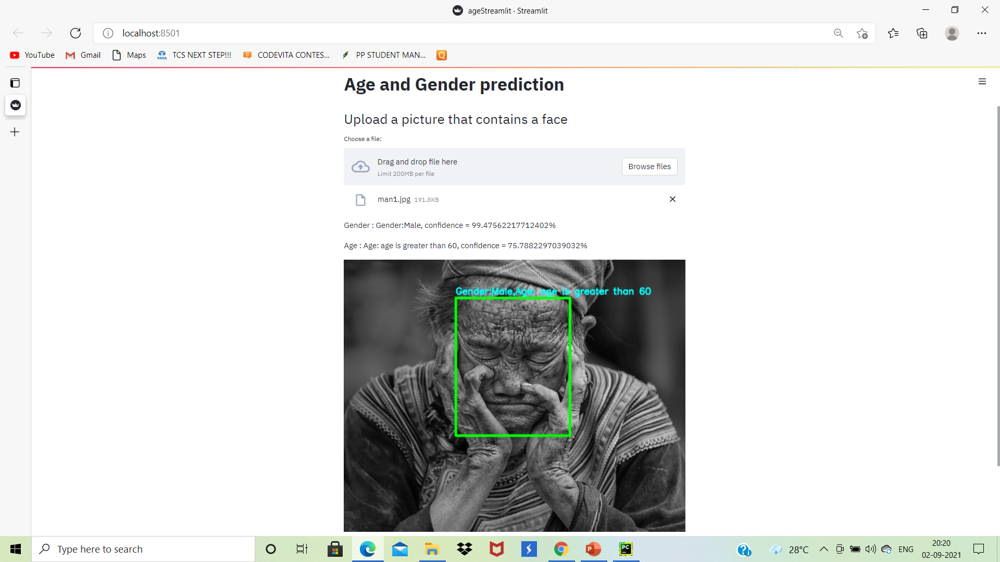 ageStreamlit · Streamlit
localhost:8501
YouTube
Gmail
Maps
TATA
TCS NEXT STEP!!!
CODEVITA CONTES...
PP STUDENT MAN...
Age and Gender prediction
Upload a picture that contains a face
Choose a file:
Drag and drop file here
Limit 200MB per file
Browse files
man1.jpg 191.8KB
Gender : Gender:Male, confidence = 99.47562217712402%
Age : Age: age is greater than 60, confidence = 75.7882297039032%
Gender:Male,Age: age is greater than 60
Type here to search
PC
28°C
ENG
20:20
02-09-2021